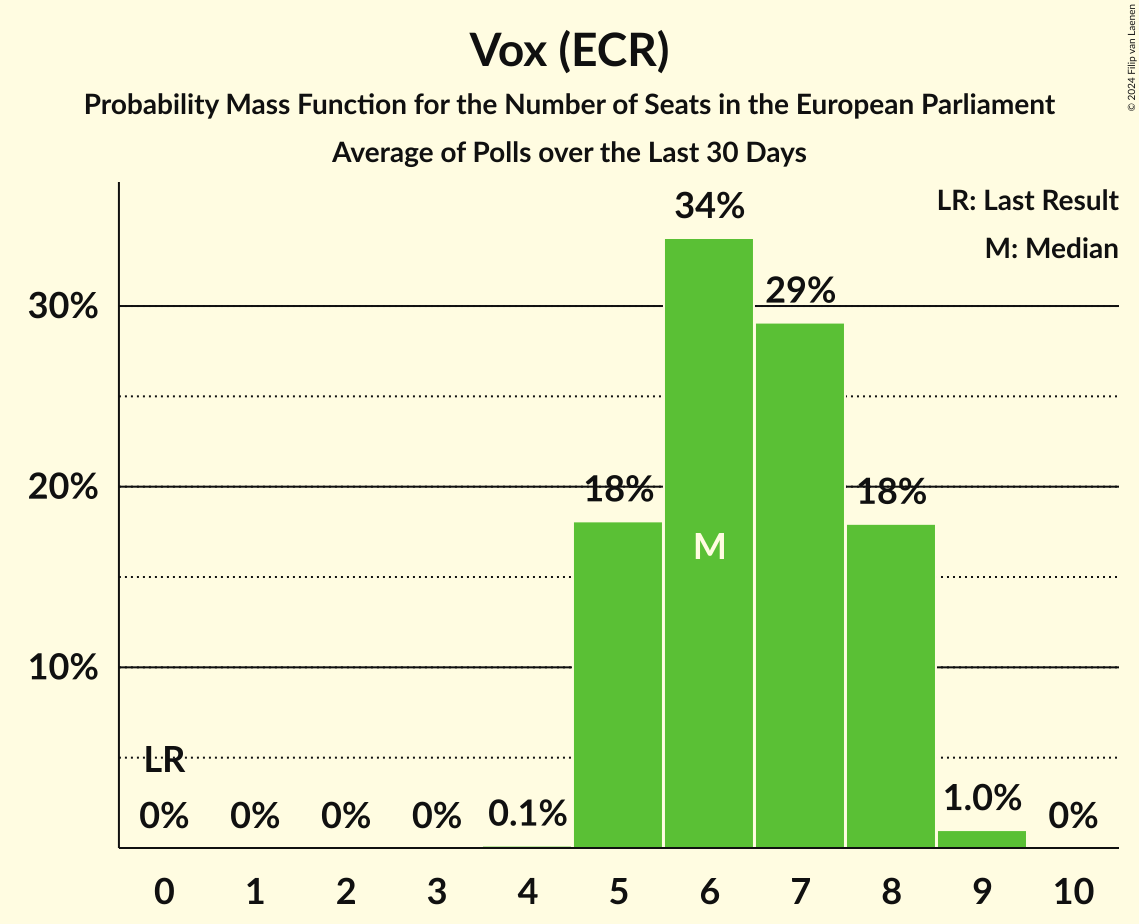 Vox (ECR)
Probability Mass Function for the Number of Seats in the European Parliament
Average of Polls over the Last 30 Days
© 2024 Filip van Laenen
LR: Last Result
M: Median
34%
29%
30%
20%
18%
18%
M
10%
LR
0%
0%
0%
0%
0.1%
1.0%
0%
0 1 2 3 4 5 6 7 8 9 10